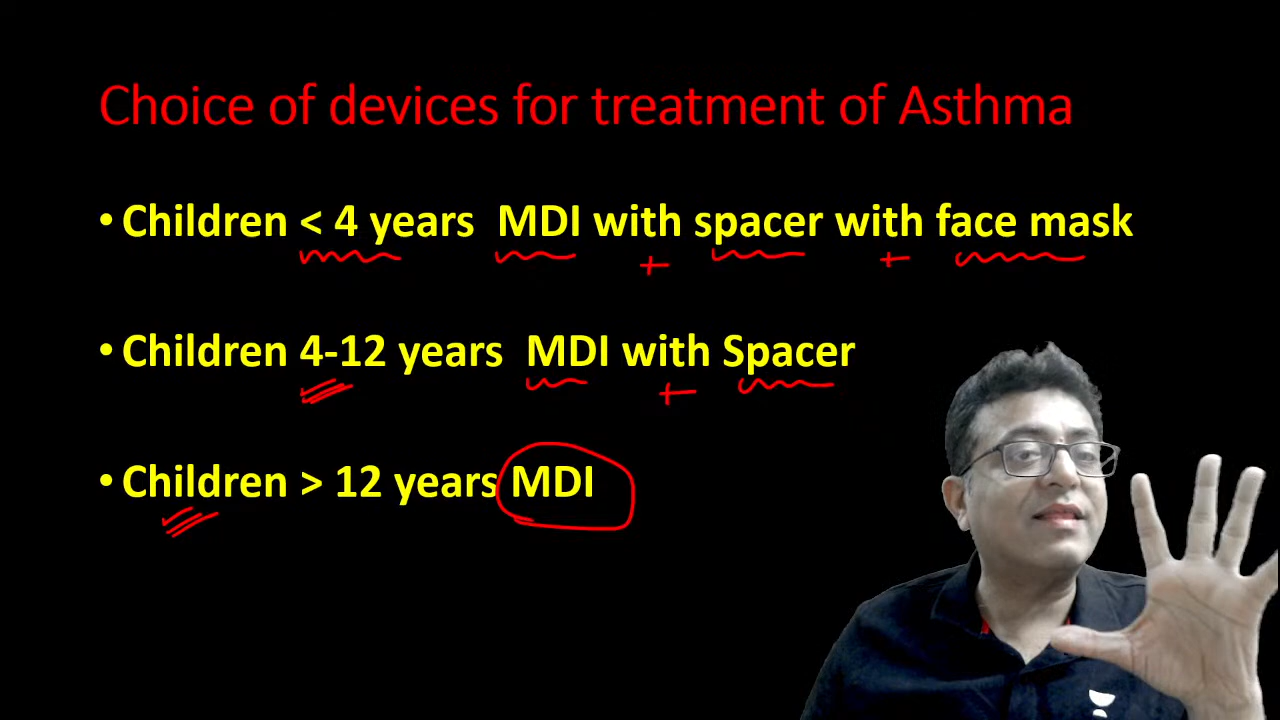 Choice of devices for treatment of Asthma
• Children < 4 years MDI with spacer with face mask
+ +
• Children 4-12 years MDI with Spacer
+
• Children > 12 years MDI